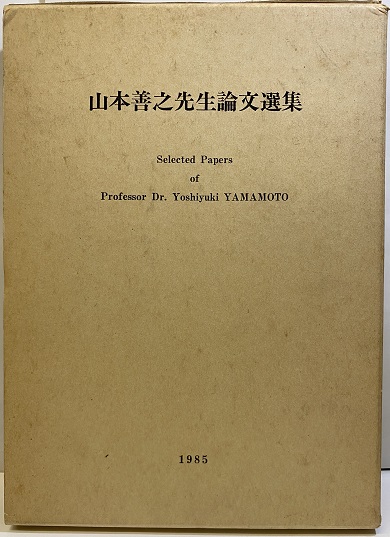 山本善之先生論文選集
Selected Papers
of
Professor Dr. Yoshiyuki YAMAMOTO
1985